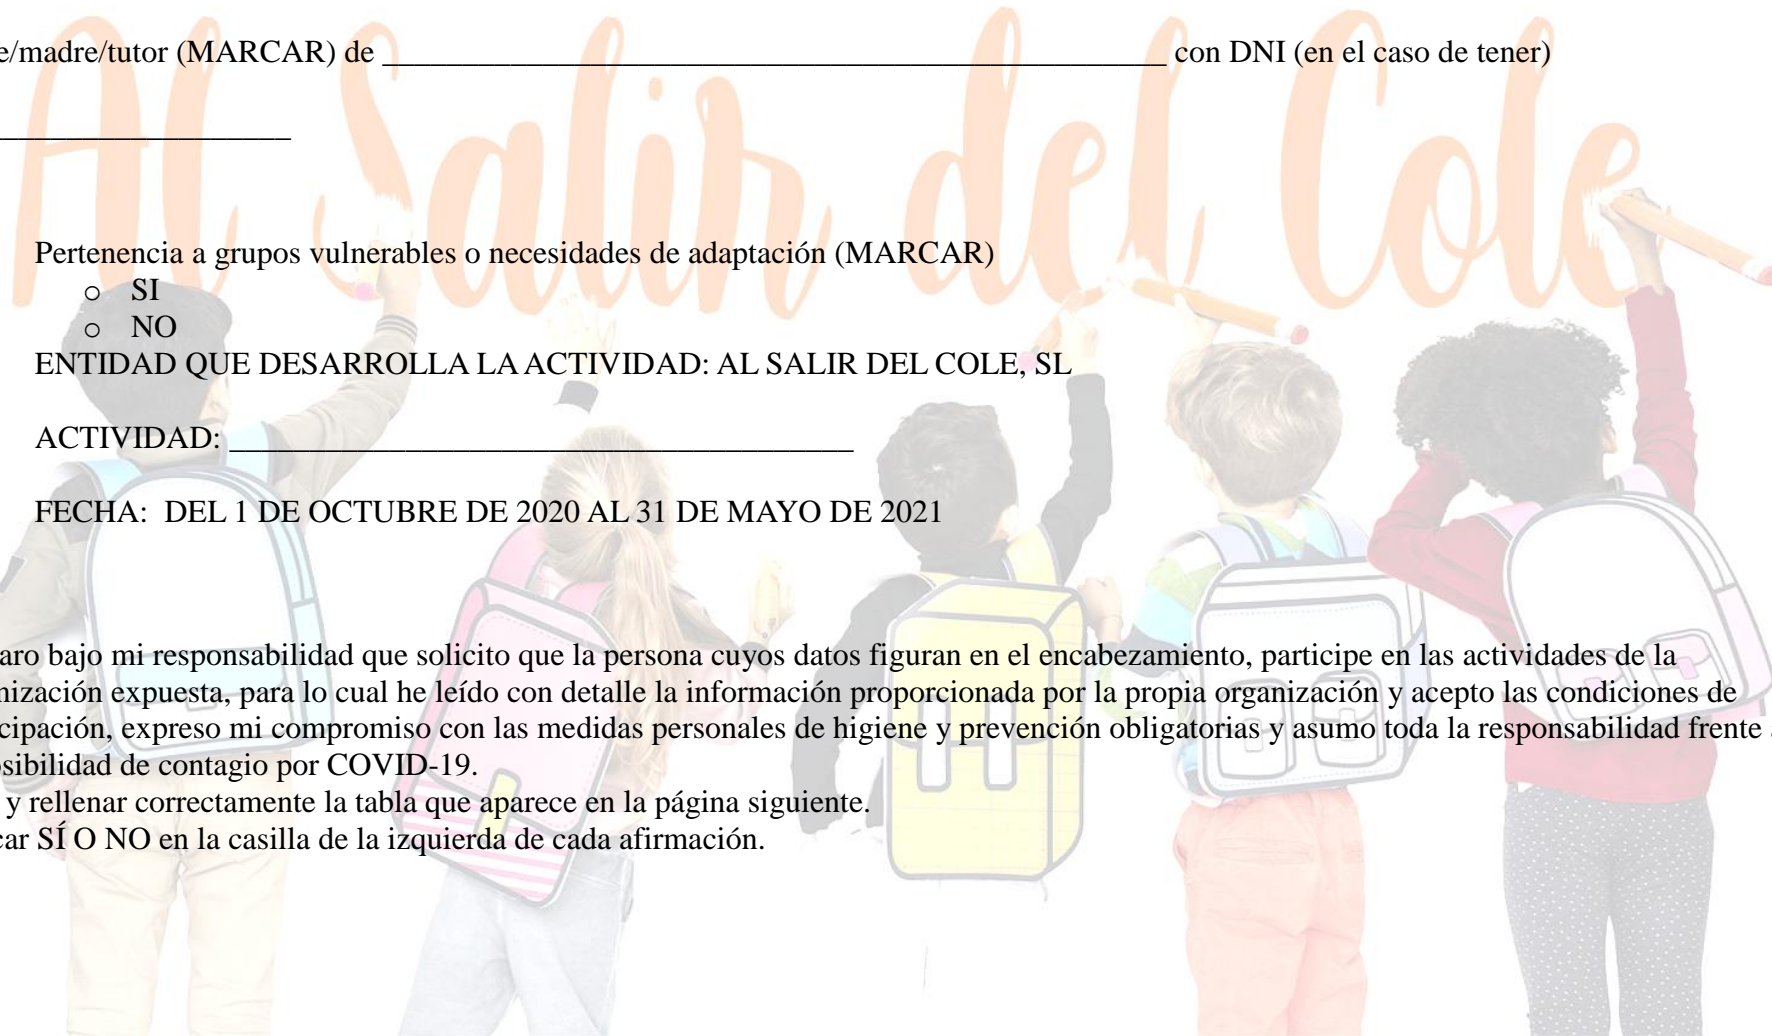 e/madre/tutor (MARCAR) de _________________________________________________ con DNI (en el caso de tener)
___________________
Al Salir del Cole
Pertenencia a grupos vulnerables o necesidades de adaptación (MARCAR)
o SI
o NO
ENTIDAD QUE DESARROLLA LA ACTIVIDAD: AL SALIR DEL COLE, SL
ACTIVIDAD: _______________________________________
FECHA: DEL 1 DE OCTUBRE DE 2020 AL 31 DE MAYO DE 2021
aro bajo mi responsabilidad que solicito que la persona cuyos datos figuran en el encabezamiento, participe en las actividades de la
nización expuesta, para lo cual he leído con detalle la información proporcionada por la propia organización y acepto las condiciones de
cipación, expreso mi compromiso con las medidas personales de higiene y prevención obligatorias y asumo toda la responsabilidad frente
sibilidad de contagio por COVID-19.
y rellenar correctamente la tabla que aparece en la página siguiente.
car SÍ O NO en la casilla de la izquierda de cada afirmación.